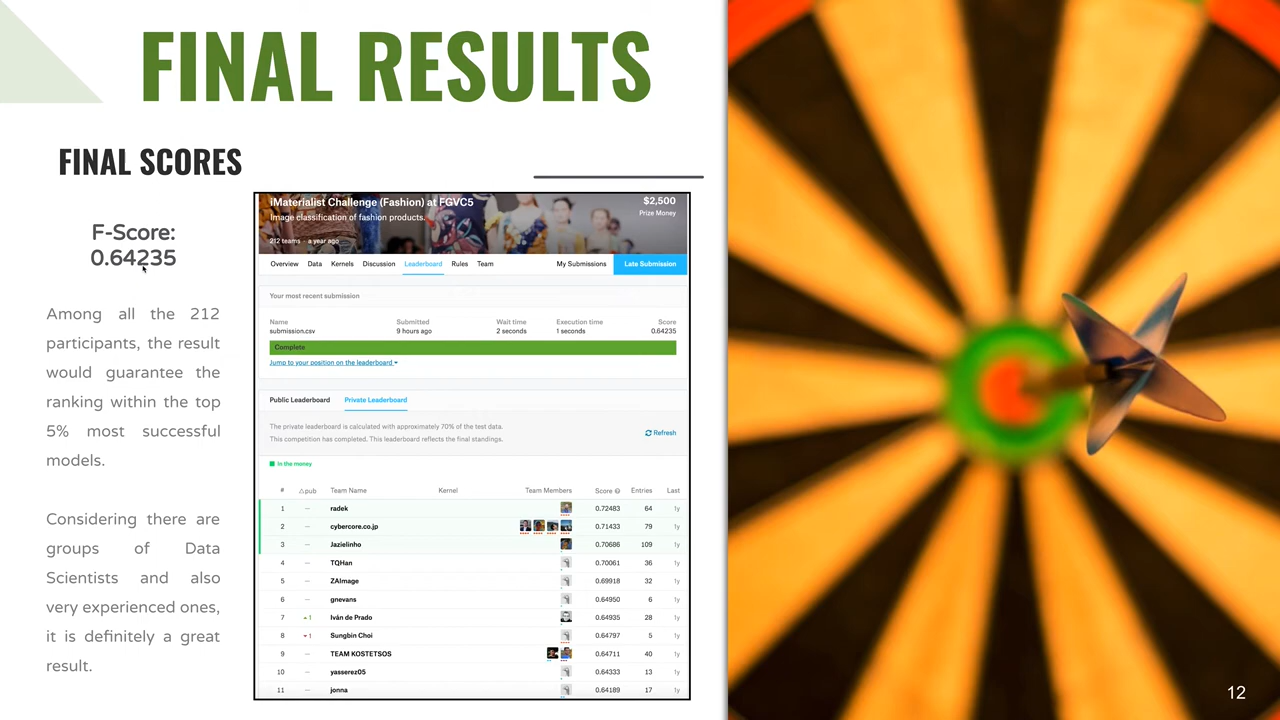 FINAL RESULTS
FINAL SCORES
F-Score:
0.64235
Among all the 212
participants, the result
would guarantee the
ranking within the top
5% most successful
models.
Considering there are
groups of Data
Scientists and also
very experienced ones,
it is definitely a great
result.
iMaterialist Challenge (Fashion) at FGVC5
Image classification of fashion products.
212 teams · a year ago
$2,500
Prize Money
Overview Data Kernels Discussion Leaderboard Rules Team My Submissions Late Submission
Your most recent submission
Name Submitted Wait time Execution time Score
submission.csv 9 hours ago 2 seconds 1 seconds 0.64235
Complete
Jump to your position on the leaderboard
Public Leaderboard Private Leaderboard
The private leaderboard is calculated with approximately 70% of the test data.
This competition has completed. This leaderboard reflects the final standings.
Refresh
In the money
# △pub Team Name Kernel Team Members Score Entries Last
1 — radek 0.72483 64 1y
2 — cybercore.co.jp 0.71433 79 1y
3 — Jazielinho 0.70686 109 1y
4 — TQHan 0.70061 36 1y
5 — ZAImage 0.69918 32 1y
6 — gnevans 0.64950 6 1y
7 ▲1 Iván de Prado 0.64935 28 1y
8 ▼1 Sungbin Choi 0.64797 5 1y
9 — TEAM KOSTETSOS 0.64711 40 1y
10 — yasserez05 0.64333 13 1y
11 — jonna 0.64189 17 1y
12